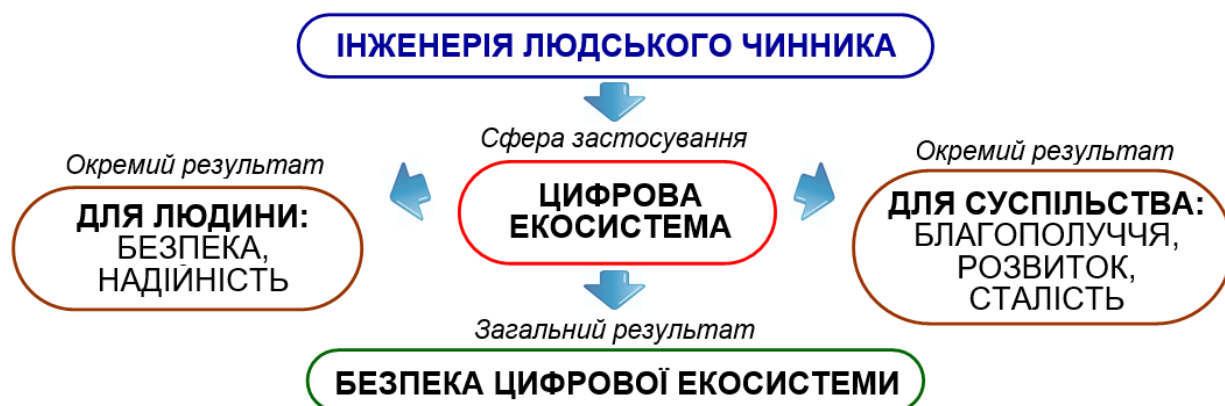 ІНЖЕНЕРІЯ ЛЮДСЬКОГО ЧИННИКА
Сфера застосування
ЦИФРОВА
ЕКОСИСТЕМА
Окремий результат
ДЛЯ ЛЮДИНИ:
БЕЗПЕКА,
НАДІЙНІСТЬ
Окремий результат
ДЛЯ СУСПІЛЬСТВА:
БЛАГОПОЛУЧЧЯ,
РОЗВИТОК,
СТАЛІСТЬ
Загальний результат
БЕЗПЕКА ЦИФРОВОЇ ЕКОСИСТЕМИ